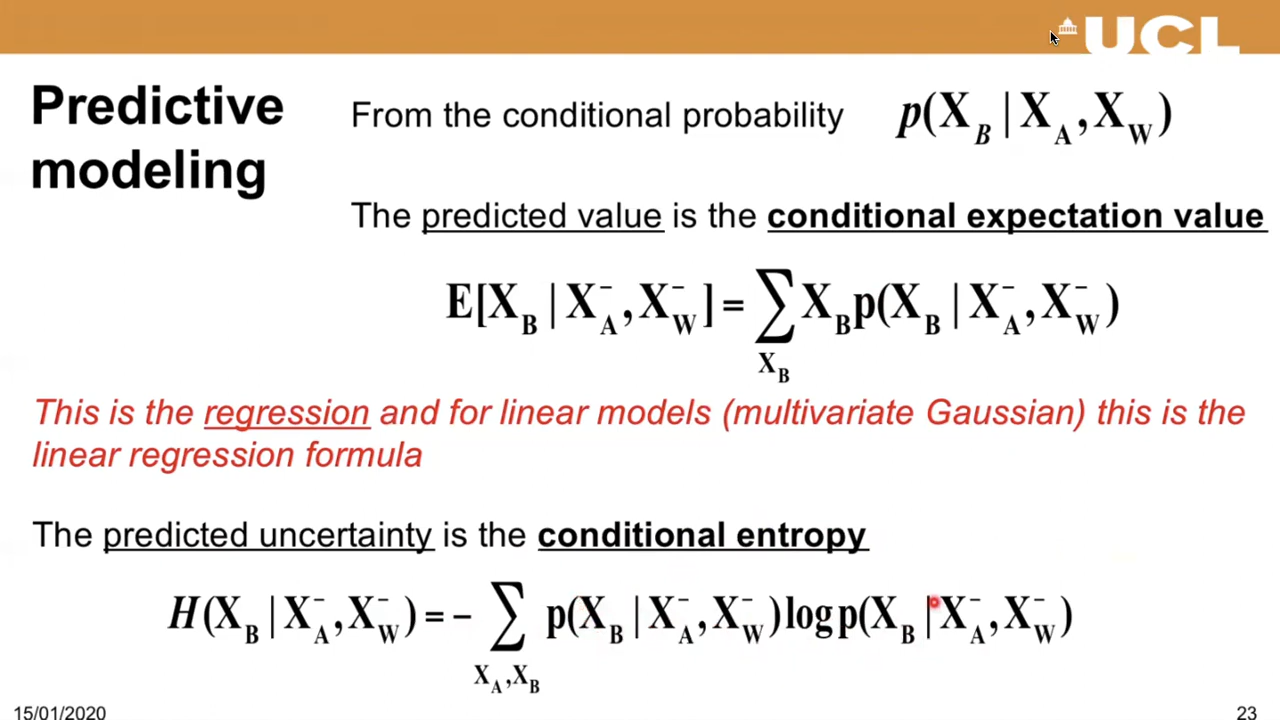 UCL
Predictive
modeling
From the conditional probability p(X_B | X_A, X_W)
The predicted value is the conditional expectation value
E[X_B | X_A^-, X_W^-] = ∑_{X_B} X_B p(X_B | X_A^-, X_W^-)
This is the regression and for linear models (multivariate Gaussian) this is the
linear regression formula
The predicted uncertainty is the conditional entropy
H(X_B | X_A^-, X_W^-) = − ∑_{X_A, X_B} p(X_B | X_A^-, X_W^-) log p(X_B | X_A^-, X_W^-)
15/01/2020
23